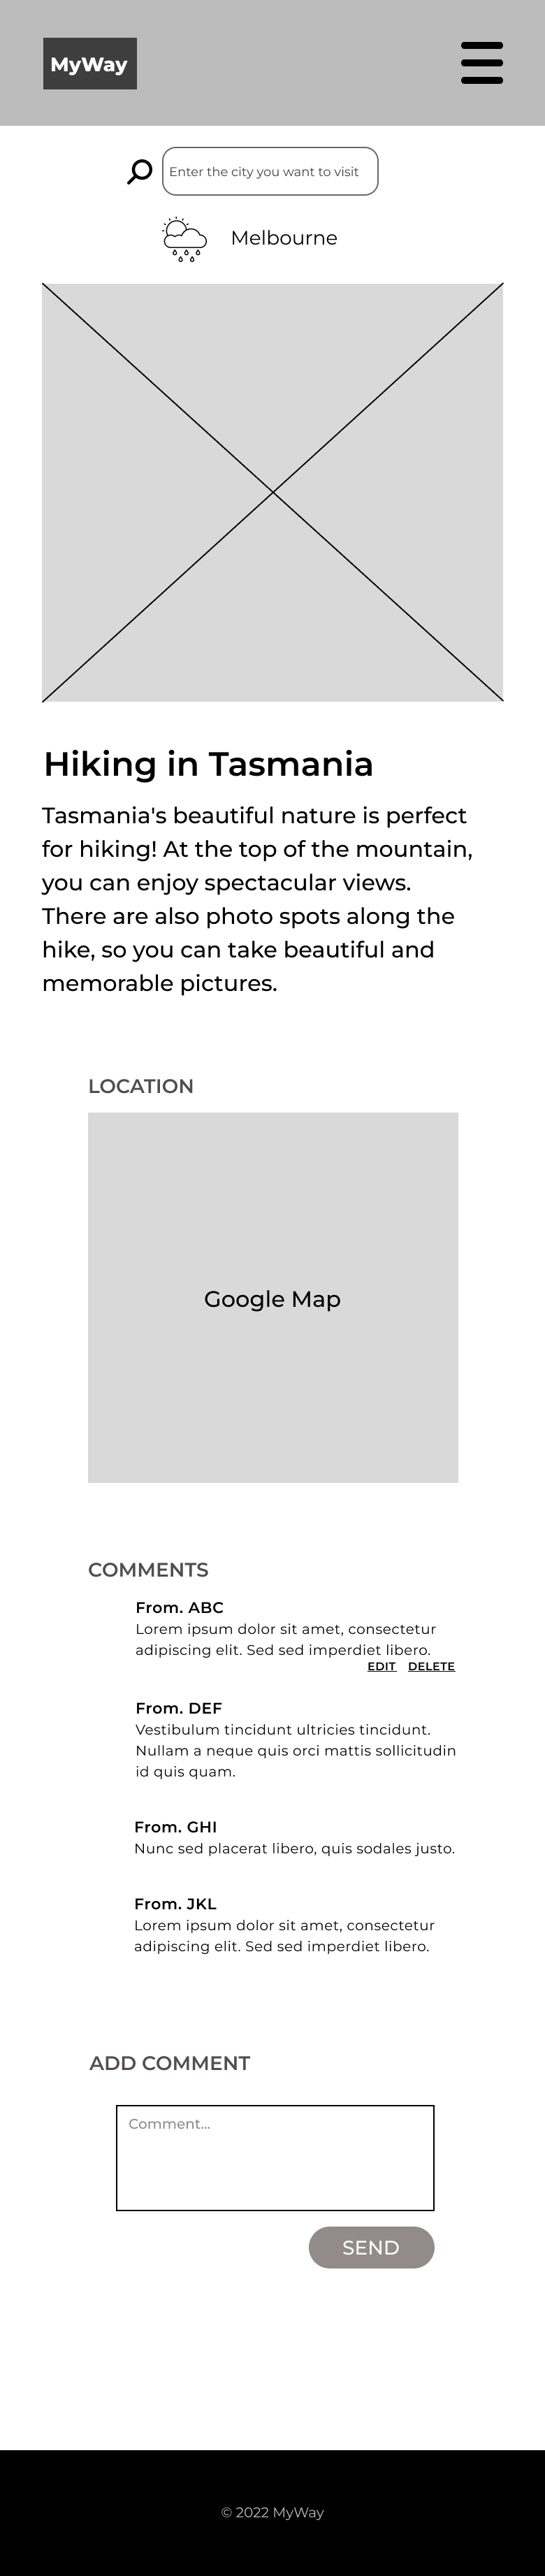 MyWay
Enter the city you want to visit
Melbourne
Hiking in Tasmania
Tasmania's beautiful nature is perfect
for hiking! At the top of the mountain,
you can enjoy spectacular views.
There are also photo spots along the
hike, so you can take beautiful and
memorable pictures.
LOCATION
Google Map
COMMENTS
From. ABC
Lorem ipsum dolor sit amet, consectetur
adipiscing elit. Sed sed imperdiet libero.
EDIT DELETE
From. DEF
Vestibulum tincidunt ultricies tincidunt.
Nullam a neque quis orci mattis sollicitudin
id quis quam.
From. GHI
Nunc sed placerat libero, quis sodales justo.
From. JKL
Lorem ipsum dolor sit amet, consectetur
adipiscing elit. Sed sed imperdiet libero.
ADD COMMENT
Comment...
SEND
© 2022 MyWay